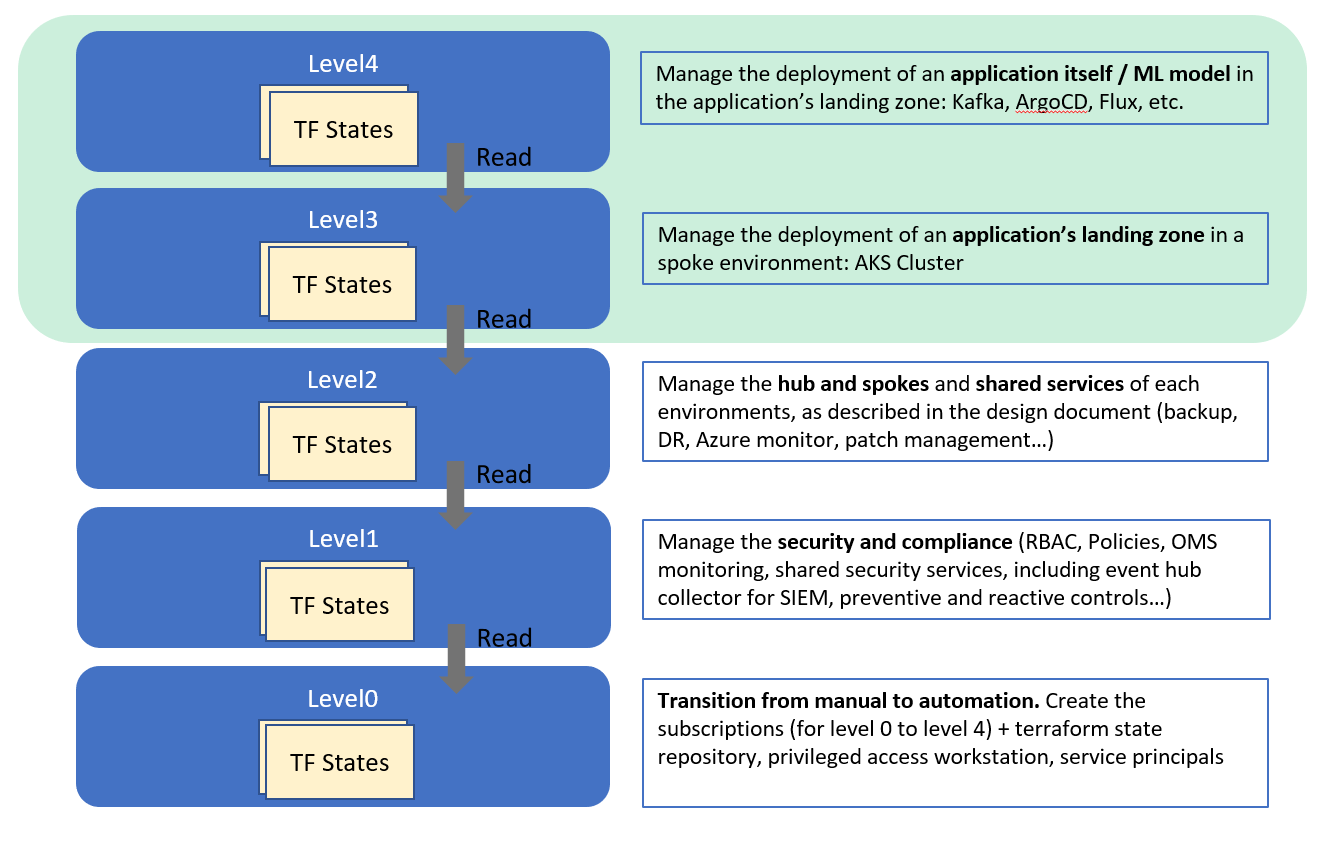 Level4
TF States
Read
Manage the deployment of an application itself / ML model in
the application’s landing zone: Kafka, ArgoCD, Flux, etc.
Level3
TF States
Read
Manage the deployment of an application’s landing zone in a
spoke environment: AKS Cluster
Level2
TF States
Read
Manage the hub and spokes and shared services of each
environments, as described in the design document (backup,
DR, Azure monitor, patch management…)
Level1
TF States
Read
Manage the security and compliance (RBAC, Policies, OMS
monitoring, shared security services, including event hub
collector for SIEM, preventive and reactive controls…)
Level0
TF States
Transition from manual to automation. Create the
subscriptions (for level 0 to level 4) + terraform state
repository, privileged access workstation, service principals